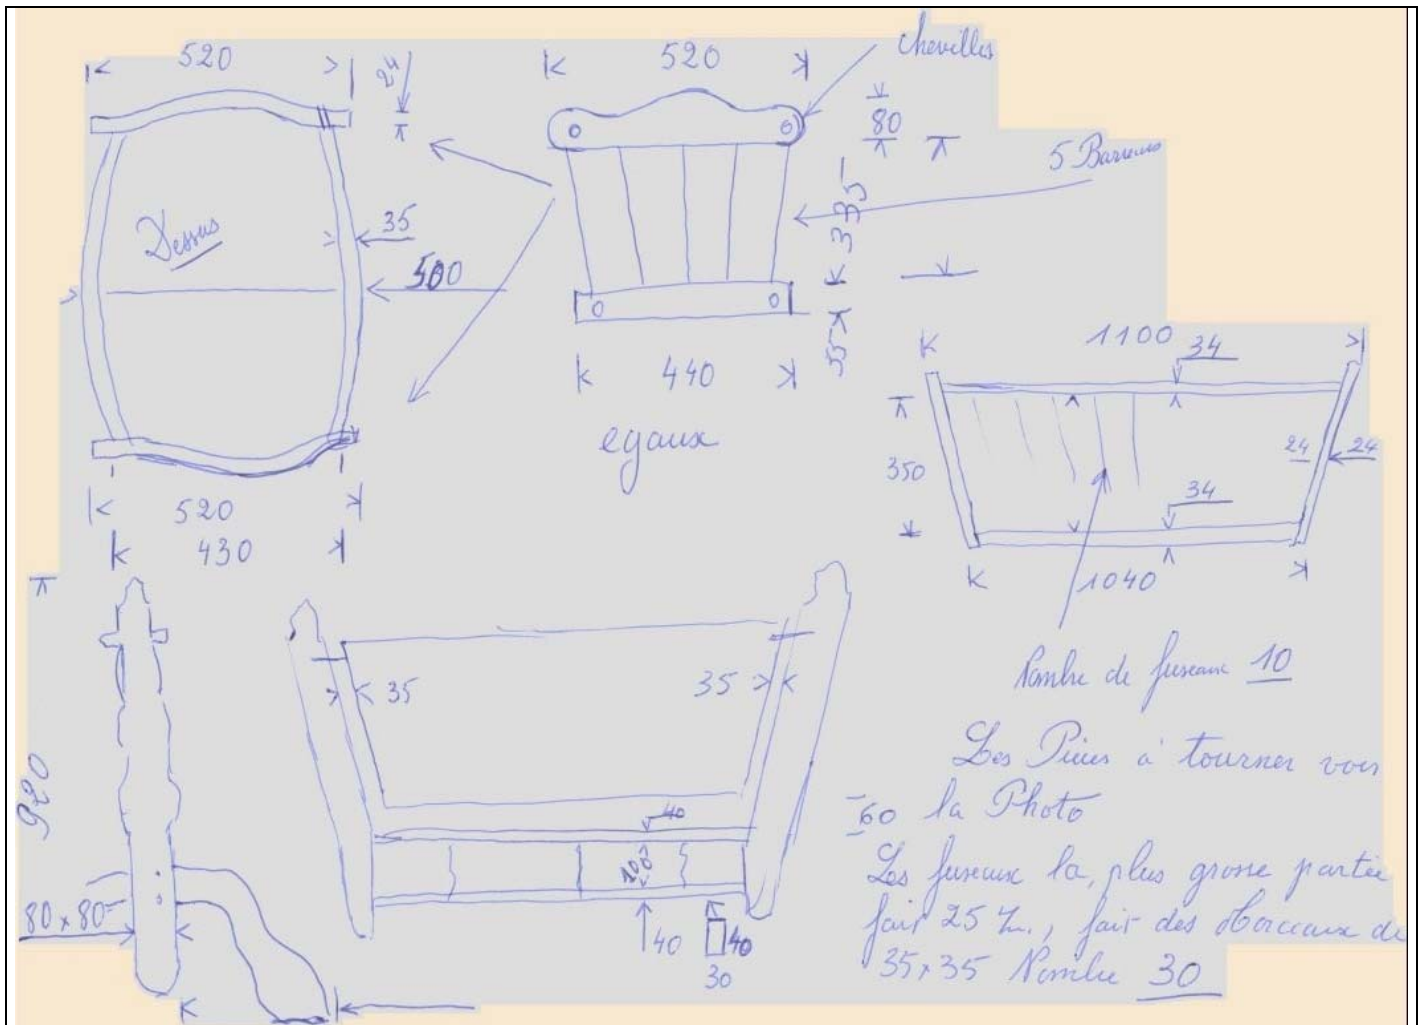 520
24
520
chevilles
80
5 Barreaux
335
Dessus
35
500
55
440
egaux
520
430
1100
34
350
24
24
34
1040
Nombre de fuseaux 10
35
35
920
40
100
80 x 80
40
40
30
60
Les Pièces à tourner voir
la Photo
Les fuseaux la plus grosse partie
fait 25 , fait des Morceaux de
35 x 35 Nombre 30